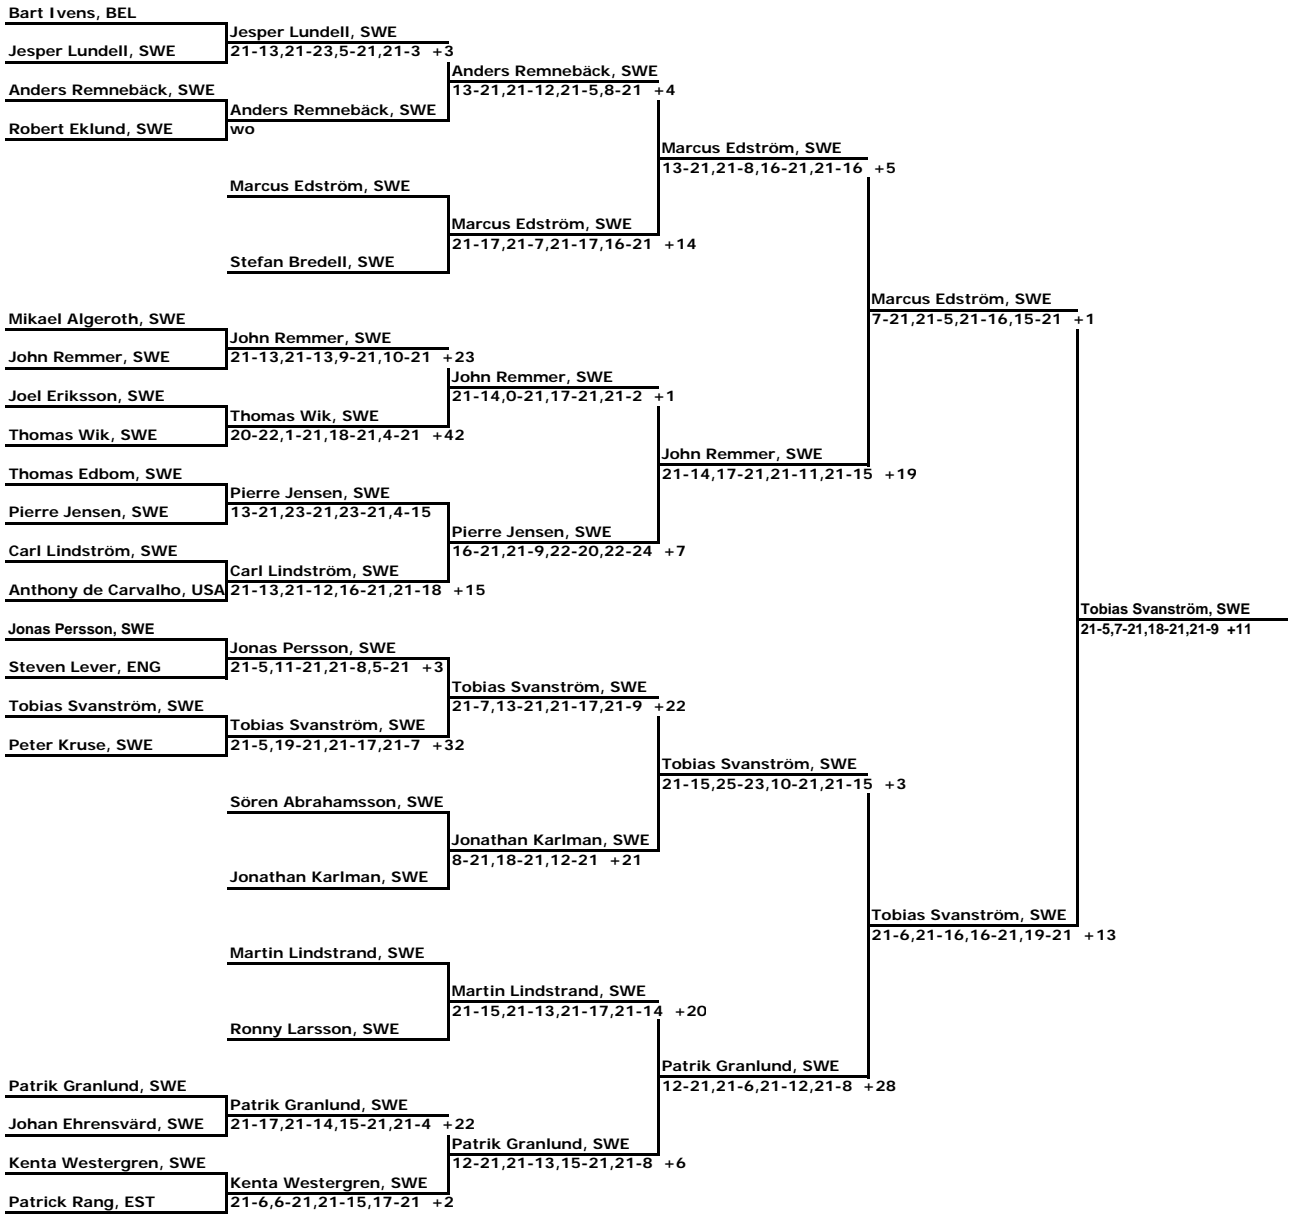 Bart Ivens, BEL
Jesper Lundell, SWE
Jesper Lundell, SWE
21-13,21-23,5-21,21-3 +3
Anders Remnebäck, SWE
13-21,21-12,21-5,8-21 +4
Anders Remnebäck, SWE
Anders Remnebäck, SWE
wo
Robert Eklund, SWE
Marcus Edström, SWE
13-21,21-8,16-21,21-16 +5
Marcus Edström, SWE
Marcus Edström, SWE
21-17,21-7,21-17,16-21 +14
Stefan Bredell, SWE
Marcus Edström, SWE
7-21,21-5,21-16,15-21 +1
Mikael Algeroth, SWE
John Remmer, SWE
21-13,21-13,9-21,10-21 +23
John Remmer, SWE
John Remmer, SWE
21-14,0-21,17-21,21-2 +1
Joel Eriksson, SWE
Thomas Wik, SWE
20-22,1-21,18-21,4-21 +42
Thomas Wik, SWE
John Remmer, SWE
21-14,17-21,21-11,21-15 +19
Thomas Edbom, SWE
Pierre Jensen, SWE
13-21,23-21,23-21,4-15
Pierre Jensen, SWE
Pierre Jensen, SWE
16-21,21-9,22-20,22-24 +7
Carl Lindström, SWE
Carl Lindström, SWE
21-13,21-12,16-21,21-18 +15
Anthony de Carvalho, USA
Tobias Svanström, SWE
21-5,7-21,18-21,21-9 +11
Jonas Persson, SWE
Jonas Persson, SWE
21-5,11-21,21-8,5-21 +3
Steven Lever, ENG
Tobias Svanström, SWE
21-7,13-21,21-17,21-9 +22
Tobias Svanström, SWE
Tobias Svanström, SWE
21-5,19-21,21-17,21-7 +32
Peter Kruse, SWE
Tobias Svanström, SWE
21-15,25-23,10-21,21-15 +3
Sören Abrahamsson, SWE
Jonathan Karlman, SWE
8-21,18-21,12-21 +21
Jonathan Karlman, SWE
Tobias Svanström, SWE
21-6,21-16,16-21,19-21 +13
Martin Lindstrand, SWE
Martin Lindstrand, SWE
21-15,21-13,21-17,21-14 +20
Ronny Larsson, SWE
Patrik Granlund, SWE
12-21,21-6,21-12,21-8 +28
Patrik Granlund, SWE
Patrik Granlund, SWE
21-17,21-14,15-21,21-4 +22
Johan Ehrensvärd, SWE
Patrik Granlund, SWE
12-21,21-13,15-21,21-8 +6
Kenta Westergren, SWE
Kenta Westergren, SWE
21-6,6-21,21-15,17-21 +2
Patrick Rang, EST